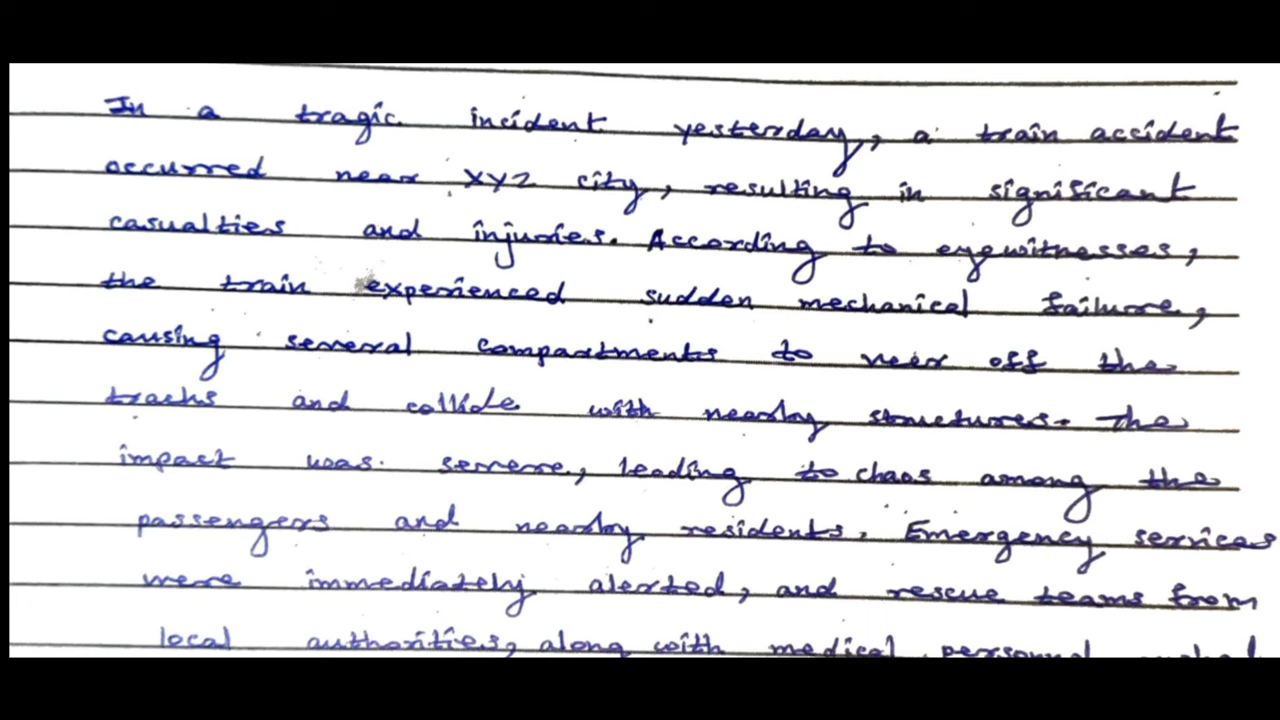 In a tragic incident yesterday, a train accident
occurred near XYZ city, resulting in significant
casualties and injuries. According to eyewitnesses,
the train experienced sudden mechanical failure,
causing several compartments to veer off the
tracks and collide with nearby structures. The
impact was severe, leading to chaos among the
passengers and nearby residents. Emergency services
were immediately alerted, and rescue teams from
local authorities, along with medical personnel